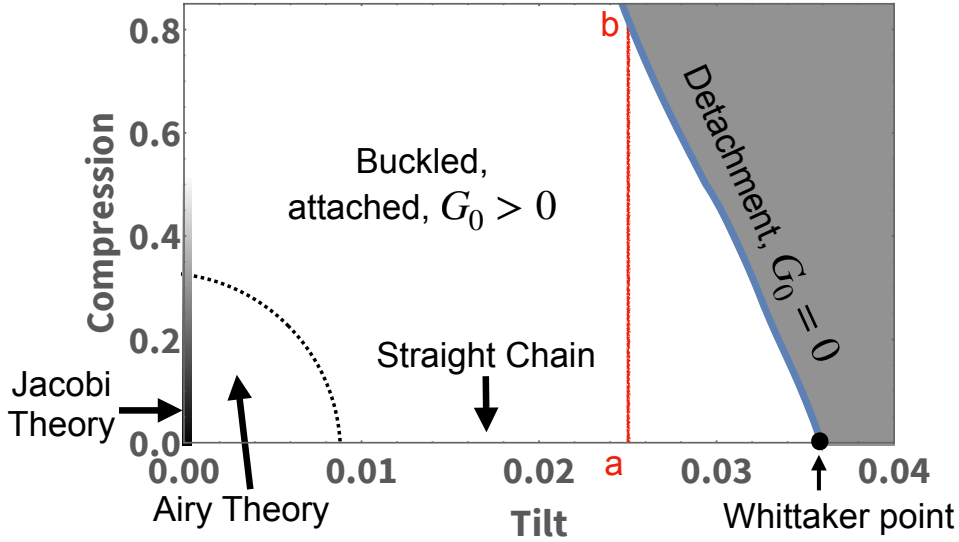 0.8
b
Detachment, G₀ = 0
0.6
Compression
Buckled,
attached, G₀ > 0
0.4
0.2
Straight Chain
Jacobi
Theory
0.0
0.00
0.01
0.02
a
0.03
0.04
Airy Theory
Tilt
Whittaker point